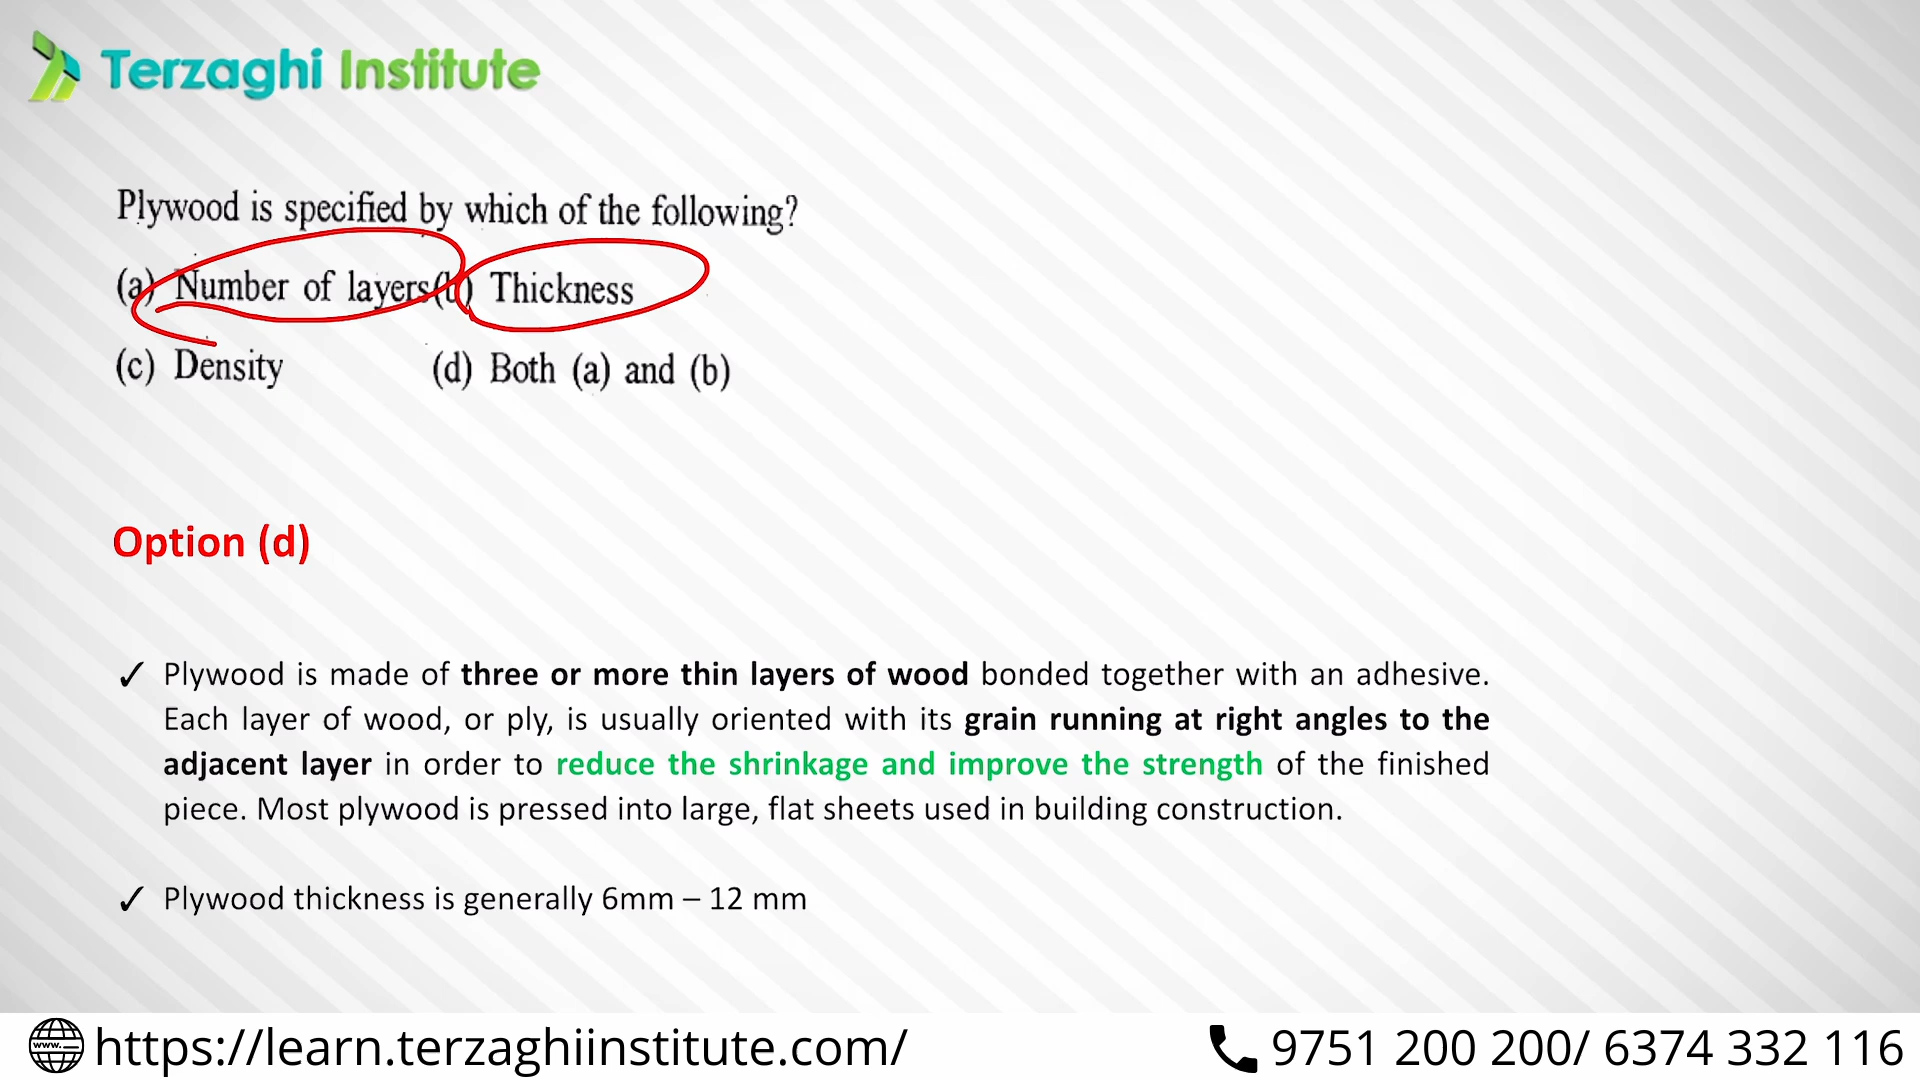 Terzaghi Institute
Plywood is specified by which of the following?
(a) Number of layers (b) Thickness
(c) Density (d) Both (a) and (b)
Option (d)
✓ Plywood is made of three or more thin layers of wood bonded together with an adhesive.
Each layer of wood, or ply, is usually oriented with its grain running at right angles to the
adjacent layer in order to reduce the shrinkage and improve the strength of the finished
piece. Most plywood is pressed into large, flat sheets used in building construction.
✓ Plywood thickness is generally 6mm – 12 mm
www. https://learn.terzaghiinstitute.com/ 9751 200 200/ 6374 332 116